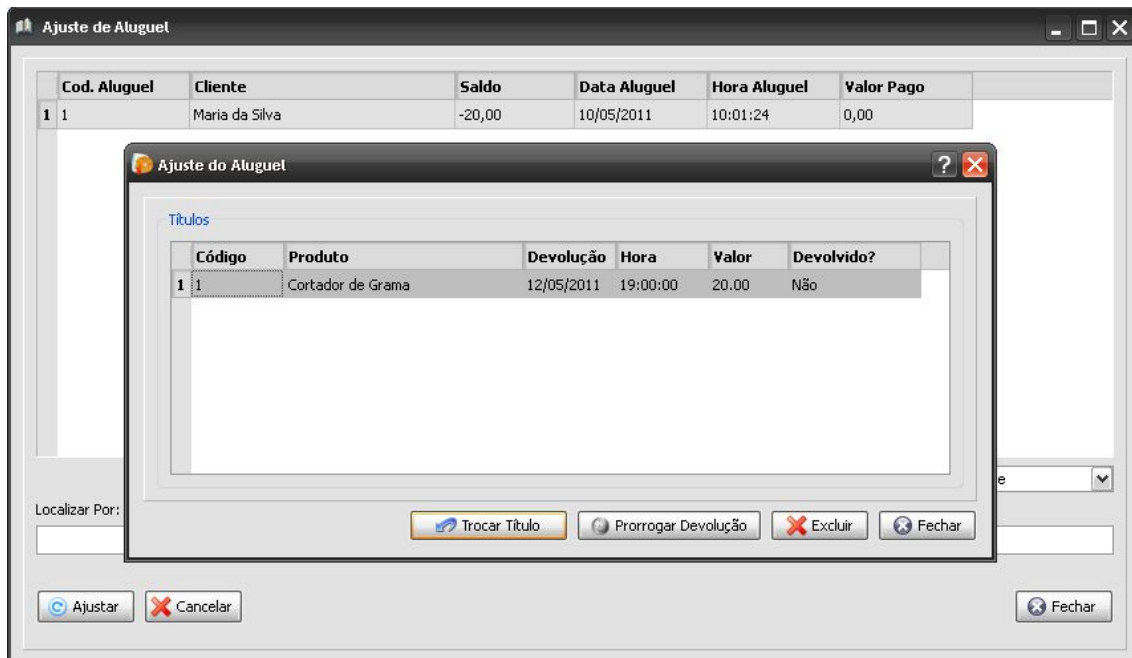 Ajuste de Aluguel
Cod. Aluguel Cliente Saldo Data Aluguel Hora Aluguel Valor Pago
1 1 Maria da Silva -20,00 10/05/2011 10:01:24 0,00
Ajuste do Aluguel
Títulos
Código Produto Devolução Hora Valor Devolvido?
1 1 Cortador de Grama 12/05/2011 19:00:00 20.00 Não
e
Localizar Por:
Trocar Título Prorrogar Devolução Excluir Fechar
Ajustar Cancelar Fechar